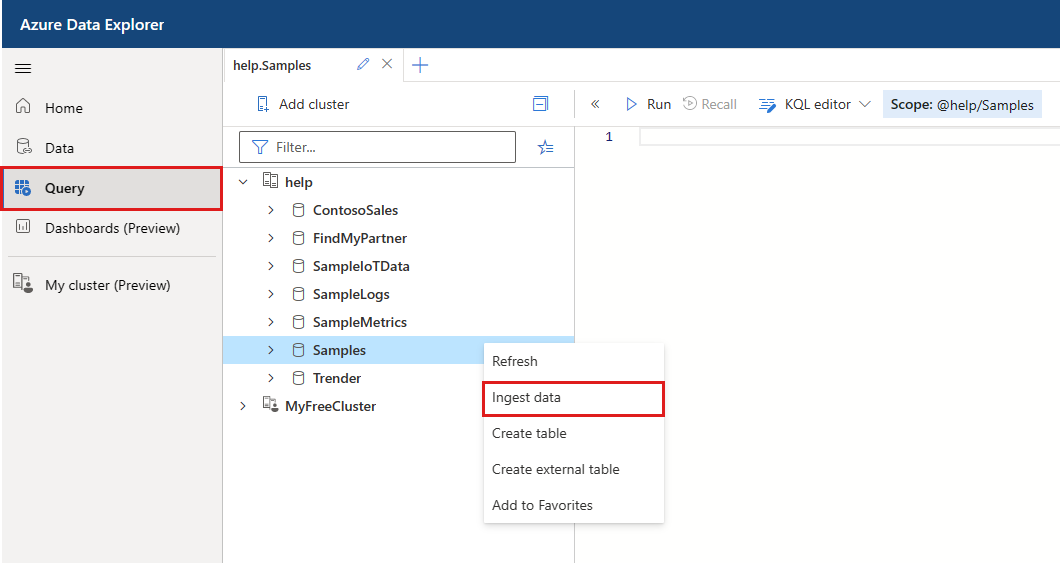 Azure Data Explorer
Home
Data
Query
Dashboards (Preview)
My cluster (Preview)
help.Samples
Add cluster
Filter...
help
ContosoSales
FindMyPartner
SampleIoTData
SampleLogs
SampleMetrics
Samples
Trender
MyFreeCluster
Refresh
Ingest data
Create table
Create external table
Add to Favorites
Run Recall KQL editor Scope: @help/Samples
1